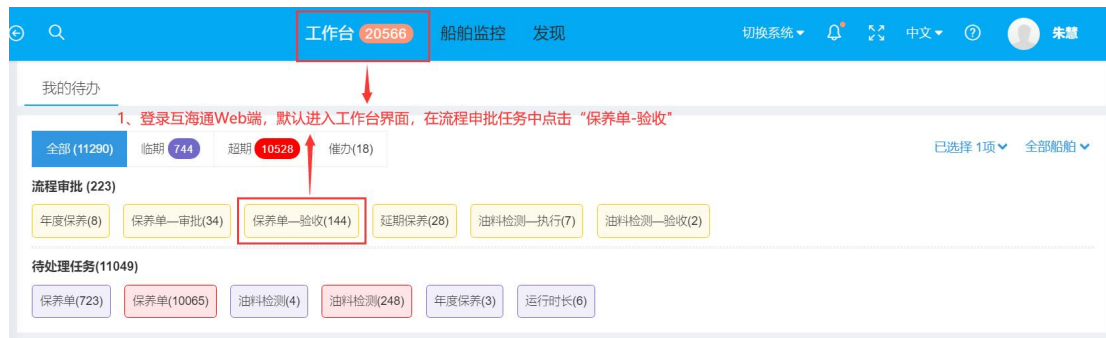 工作台 20566 船舶监控 发现 切换系统 中文 朱慧
我的待办
1、登录互海通Web端，默认进入工作台界面，在流程审批任务中点击“保养单-验收”
全部 (11290) 临期 744 超期 10528 催办(18) 已选择 1项 全部船舶
流程审批 (223)
年度保养(8) 保养单—审批(34) 保养单—验收(144) 延期保养(28) 油料检测—执行(7) 油料检测—验收(2)
待处理任务(11049)
保养单(723) 保养单(10065) 油料检测(4) 油料检测(248) 年度保养(3) 运行时长(6)